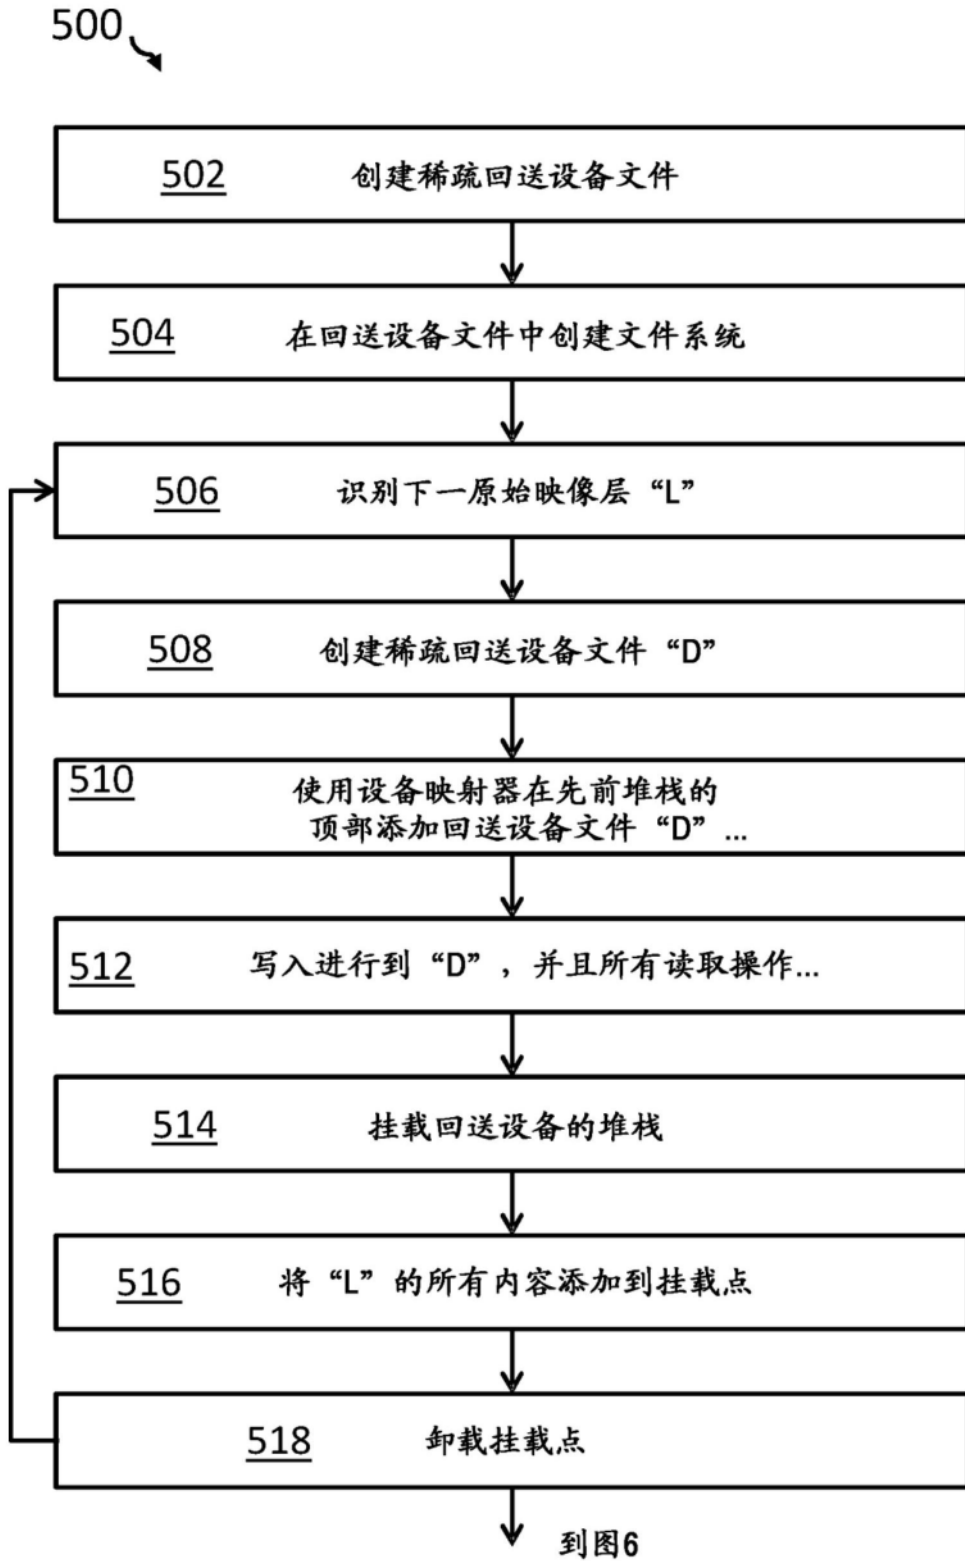 500
502 创建稀疏回送设备文件
504 在回送设备文件中创建文件系统
506 识别下一原始映像层“L”
508 创建稀疏回送设备文件“D”
510 使用设备映射器在先前堆栈的
顶部添加回送设备文件“D”...
512 写入进行到“D”，并且所有读取操作...
514 挂载回送设备的堆栈
516 将“L”的所有内容添加到挂载点
518 卸载挂载点
到图6